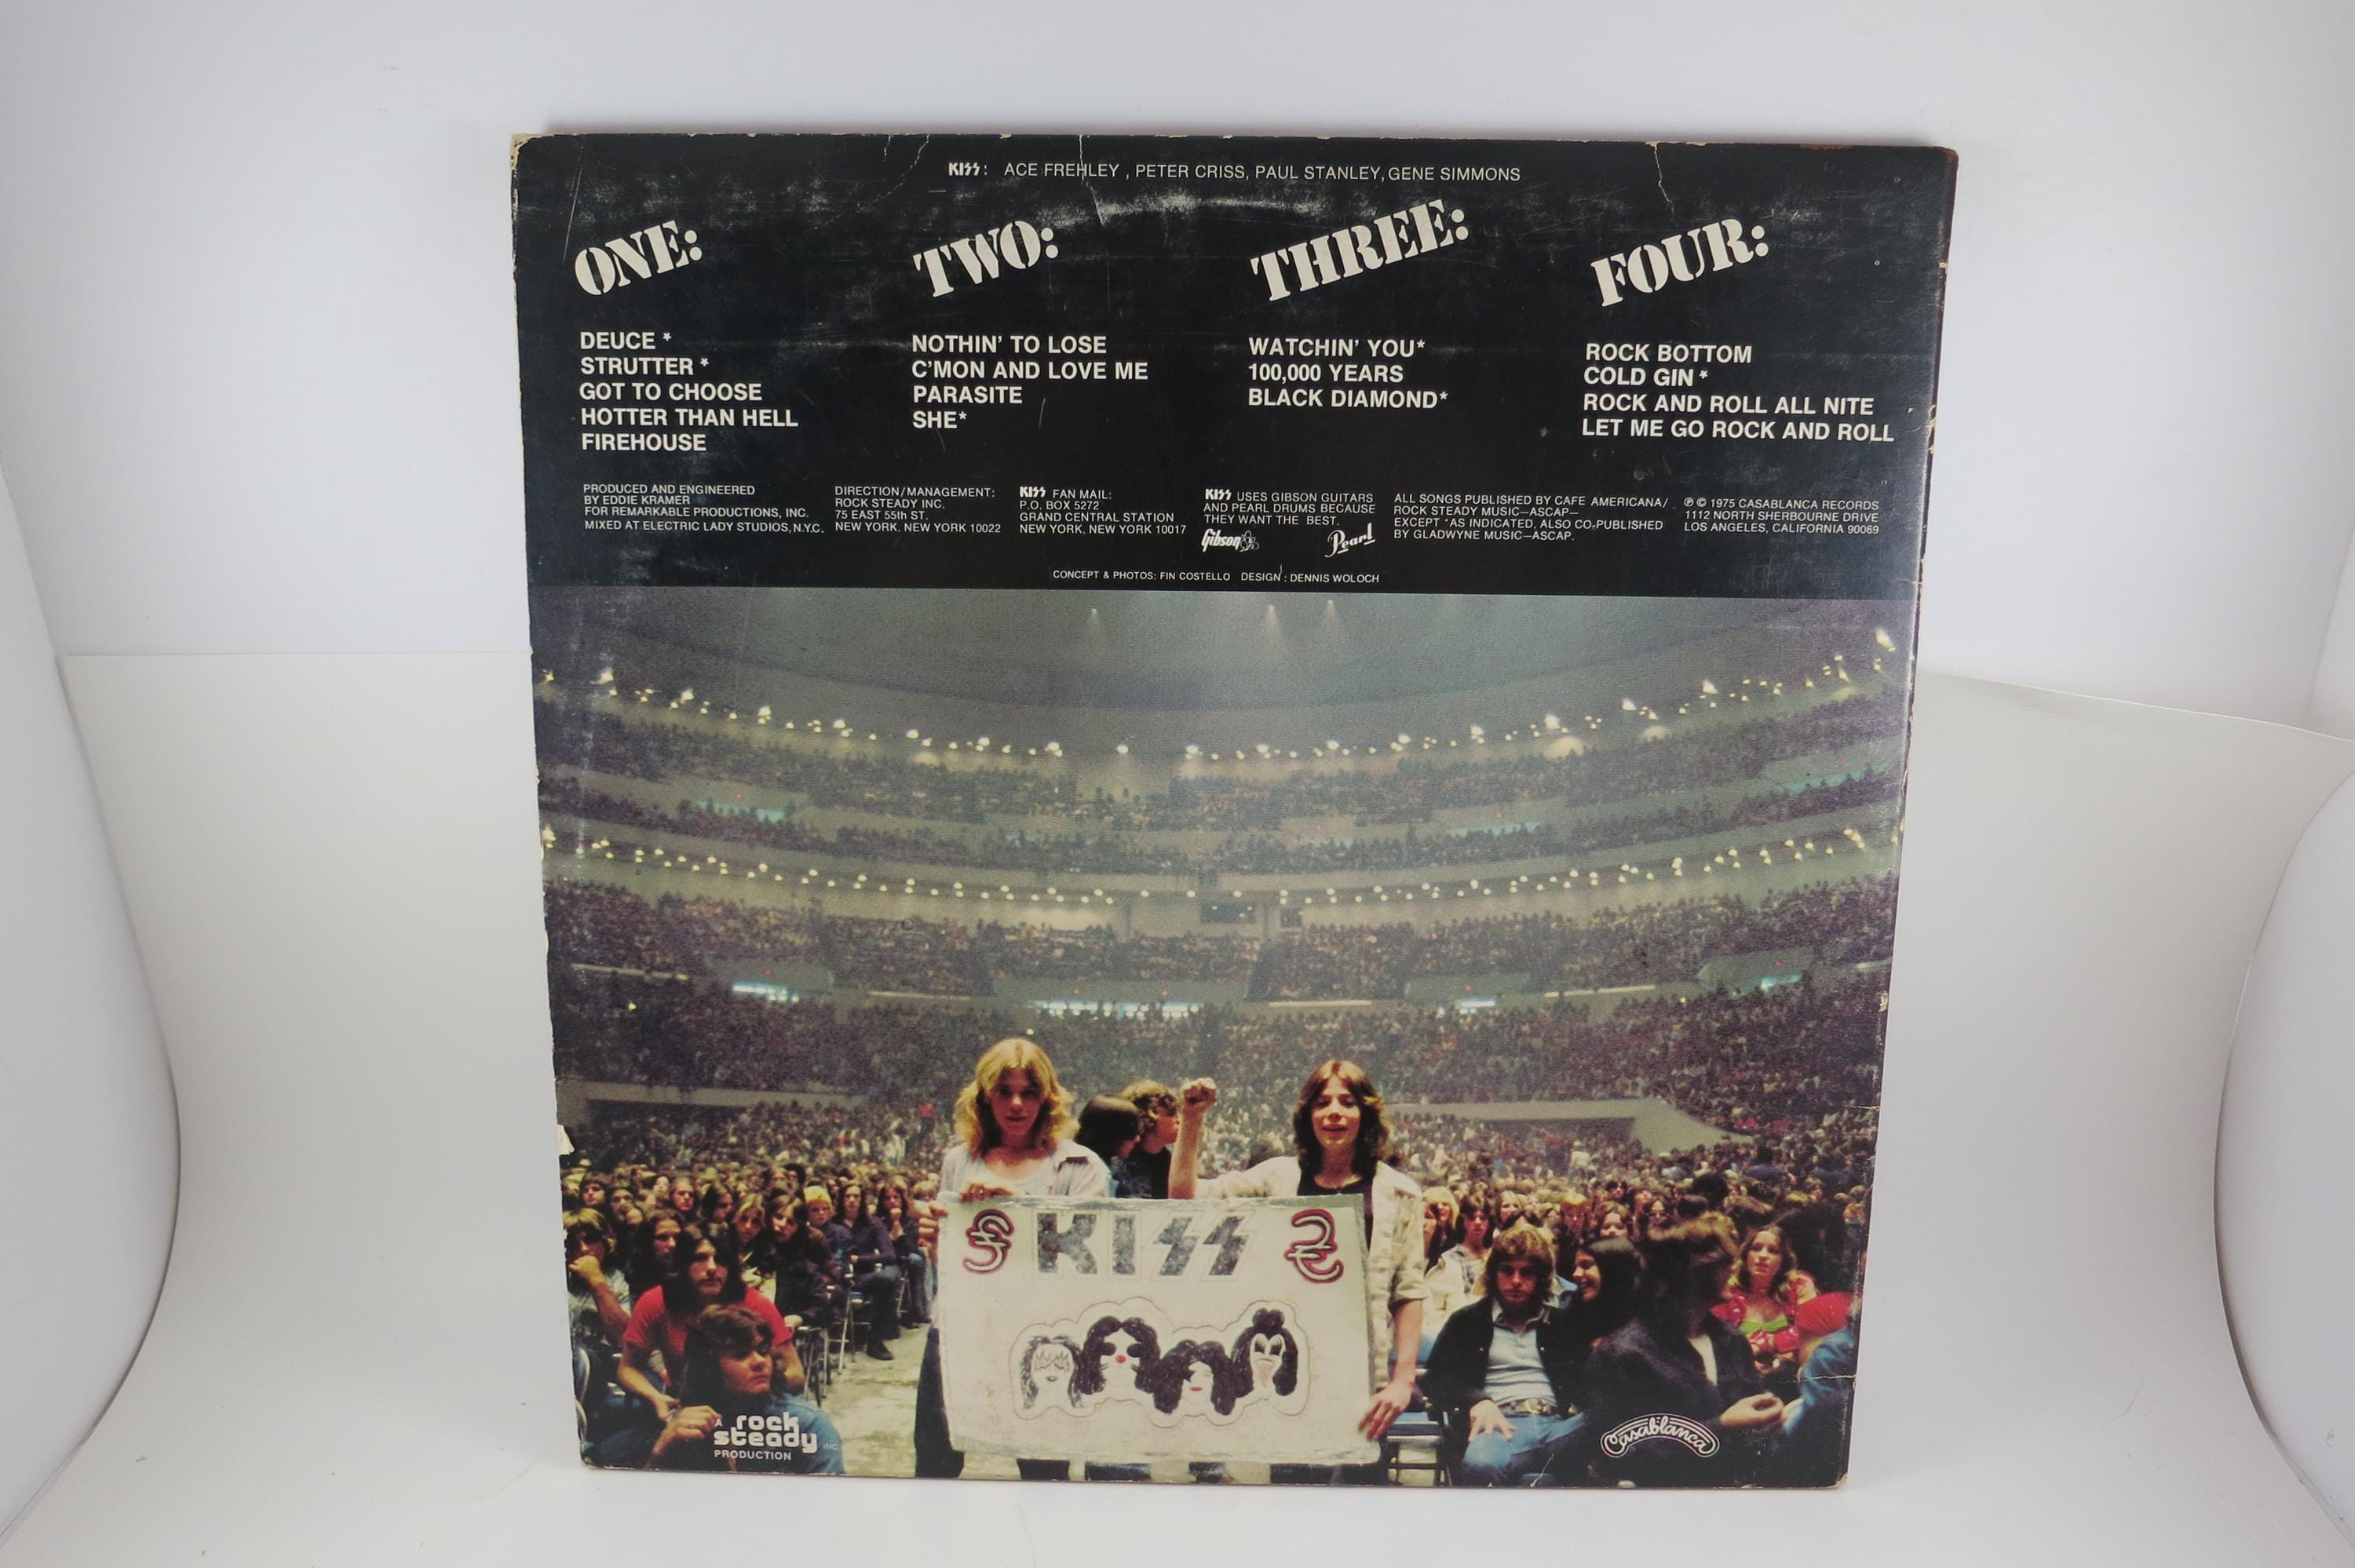 KISS: ACE FREHLEY , PETER CRISS, PAUL STANLEY, GENE SIMMONS
ONE:
DEUCE *
STRUTTER *
GOT TO CHOOSE
HOTTER THAN HELL
FIREHOUSE
TWO:
NOTHIN' TO LOSE
C'MON AND LOVE ME
PARASITE
SHE*
THREE:
WATCHIN' YOU*
100,000 YEARS
BLACK DIAMOND*
FOUR:
ROCK BOTTOM
COLD GIN *
ROCK AND ROLL ALL NITE
LET ME GO ROCK AND ROLL
PRODUCED AND ENGINEERED
BY EDDIE KRAMER
FOR REMARKABLE PRODUCTIONS, INC.
MIXED AT ELECTRIC LADY STUDIOS, N.Y.C.
DIRECTION/MANAGEMENT:
ROCK STEADY INC.
75 EAST 55th ST.
NEW YORK, NEW YORK 10022
KISS FAN MAIL:
P.O. BOX 5272
GRAND CENTRAL STATION
NEW YORK, NEW YORK 10017
KISS USES GIBSON GUITARS
AND PEARL DRUMS BECAUSE
THEY WANT THE BEST.
Gibson Pearl
ALL SONGS PUBLISHED BY CAFE AMERICANA/
ROCK STEADY MUSIC—ASCAP—
EXCEPT *AS INDICATED, ALSO CO-PUBLISHED
BY GLADWYNE MUSIC—ASCAP.
℗ © 1975 CASABLANCA RECORDS
1112 NORTH SHERBOURNE DRIVE
LOS ANGELES, CALIFORNIA 90069
CONCEPT & PHOTOS: FIN COSTELLO DESIGN: DENNIS WOLOCH
KISS
A rock
steady INC.
PRODUCTION
Casablanca